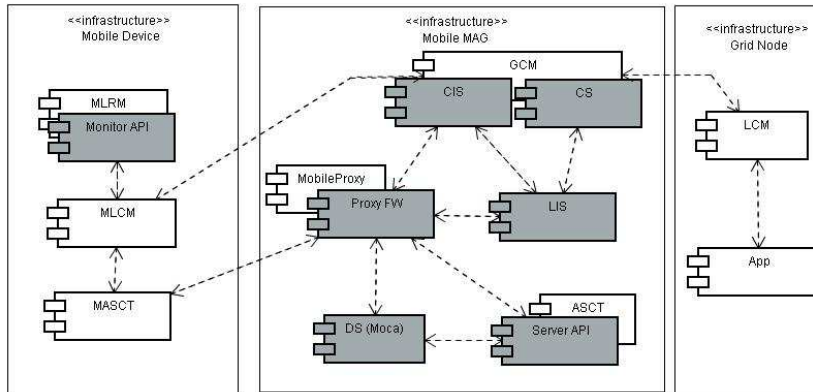 <<infrastructure>>
Mobile Device
MLRM
Monitor API
MLCM
MASCT
<<infrastructure>>
Mobile MAG
GCM
CIS
CS
MobileProxy
Proxy FW
LIS
DS (Moca)
ASCT
Server API
<<infrastructure>>
Grid Node
LCM
App